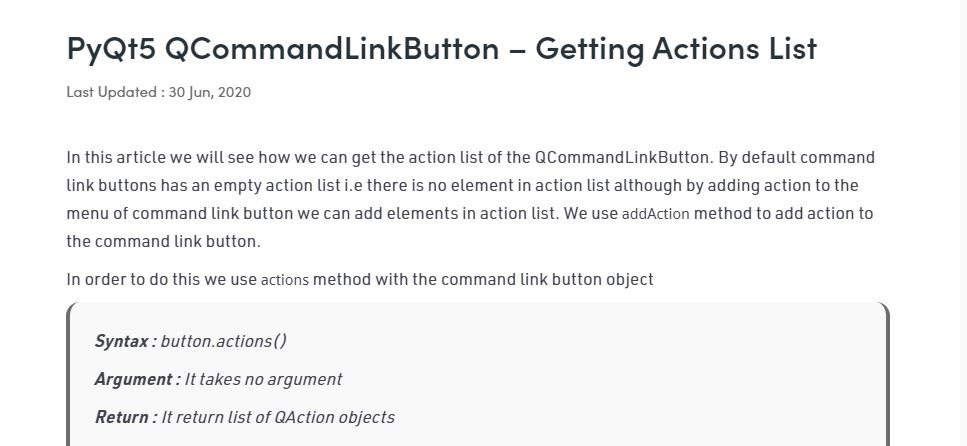 PyQt5 QCommandLinkButton – Getting Actions List
Last Updated : 30 Jun, 2020
In this article we will see how we can get the action list of the QCommandLinkButton. By default command
link buttons has an empty action list i.e there is no element in action list although by adding action to the
menu of command link button we can add elements in action list. We use addAction method to add action to
the command link button.
In order to do this we use actions method with the command link button object
Syntax : button.actions()
Argument : It takes no argument
Return : It return list of QAction objects